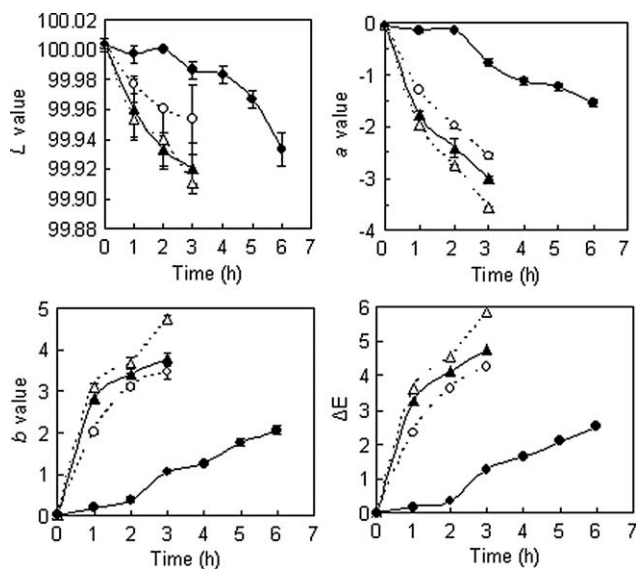 100.02
100.00
99.98
99.96
99.94
99.92
99.90
99.88
L value
0 1 2 3 4 5 6 7
Time (h)
-0
-1
-2
-3
-4
a value
0 1 2 3 4 5 6 7
Time (h)
5
4
3
2
1
0
b value
0 1 2 3 4 5 6 7
Time (h)
6
5
4
3
2
1
0
ΔE
0 1 2 3 4 5 6 7
Time (h)